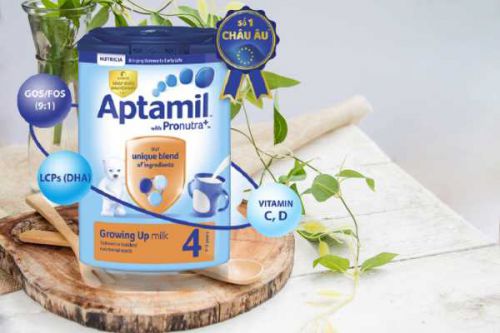 Số 1
CHÂU ÂU
NUTRICIA
GOS/FOS
(9:1)
Aptamil
with Pronutra+
our
unique blend
of ingredients
LCPs (DHA)
VITAMIN
C, D
Growing Up milk
4